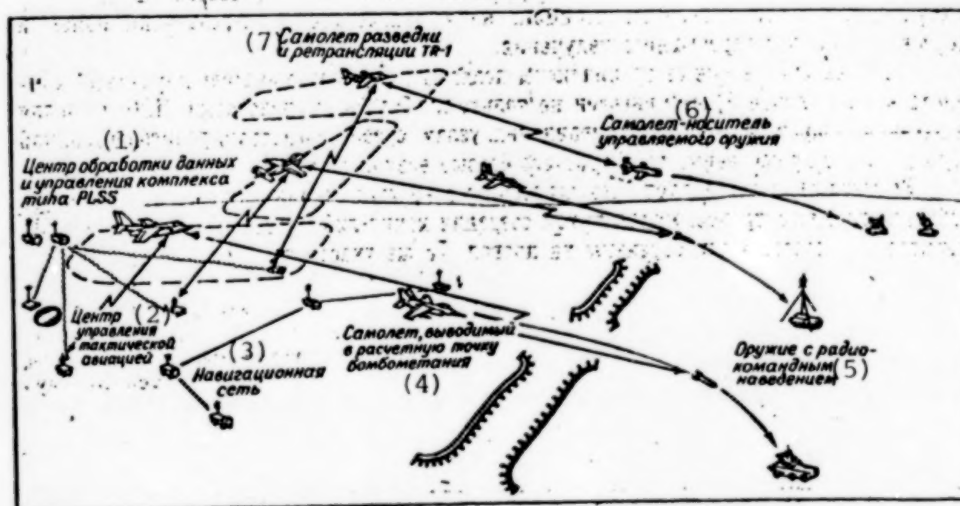 (7) Самолет разведки
и ретрансляции TR-1
(1)
Центр обработки данных
и управления комплекса
типа PLSS
(6)
Самолет-носитель
управляемого оружия
(2)
Центр
управления
тактической
авиацией
(3)
Навигационная
сеть
Самолет, выводимый
в расчетную точку
бомбометания
(4)
Оружие с радио-
командным
наведением (5)